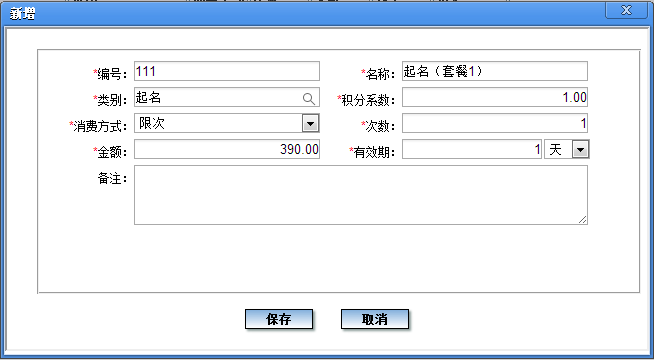 新增
*编号： 111 *名称： 起名（套餐1）
*类别： 起名 *积分系数： 1.00
*消费方式： 限次 *次数： 1
*金额： 390.00 *有效期： 1 天
备注：
保存 取消